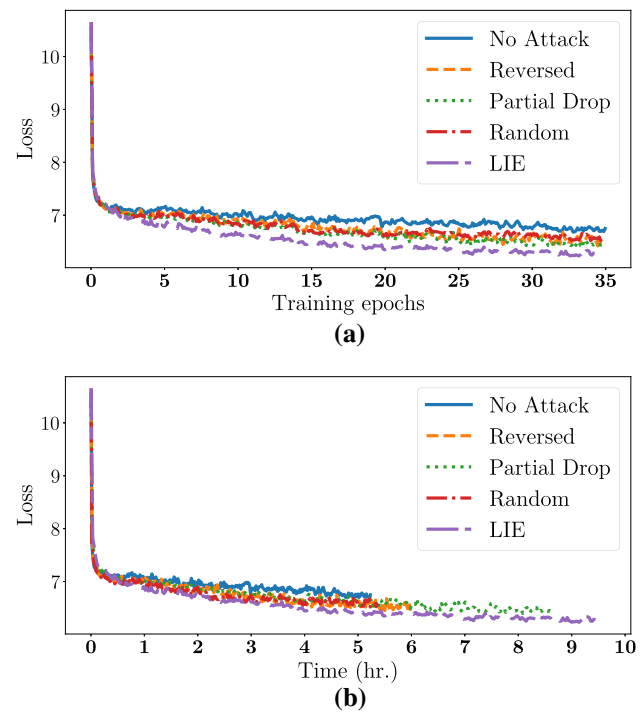 10
9
8
7
Loss
No Attack
Reversed
Partial Drop
Random
LIE
0 5 10 15 20 25 30 35
Training epochs
(a)
10
9
8
7
Loss
No Attack
Reversed
Partial Drop
Random
LIE
0 1 2 3 4 5 6 7 8 9 10
Time (hr.)
(b)